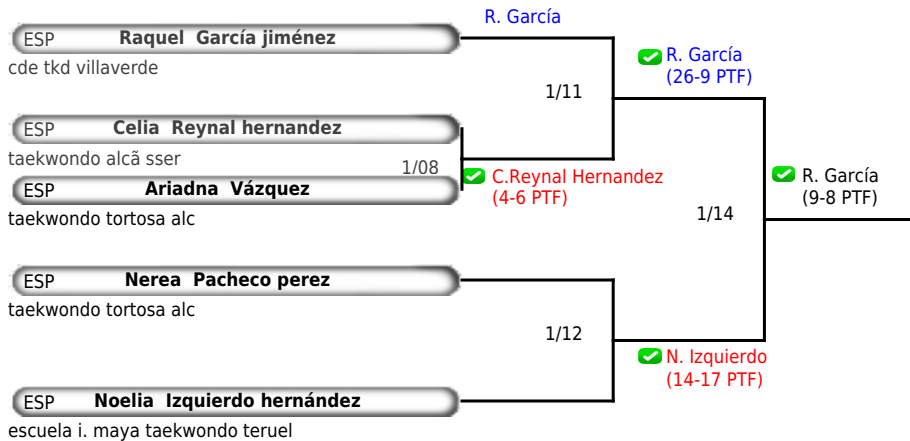 R. García
ESP Raquel García jiménez
cde tkd villaverde
R. García
(26-9 PTF)
1/11
ESP Celia Reynal hernandez
taekwondo alcã sser
1/08
C.Reynal Hernandez
(4-6 PTF)
ESP Ariadna Vázquez
taekwondo tortosa alc
R. García
(9-8 PTF)
1/14
ESP Nerea Pacheco perez
taekwondo tortosa alc
1/12
N. Izquierdo
(14-17 PTF)
ESP Noelia Izquierdo hernández
escuela i. maya taekwondo teruel